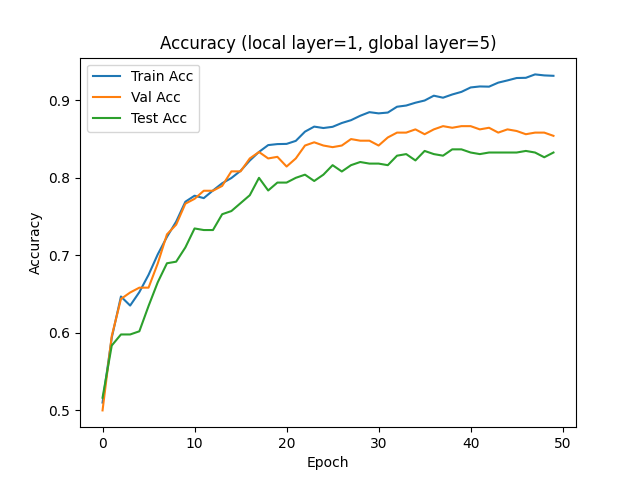 Accuracy (local layer=1, global layer=5)
Train Acc
Val Acc
Test Acc
0.9
0.8
0.7
0.6
0.5
Accuracy
0 10 20 30 40 50
Epoch